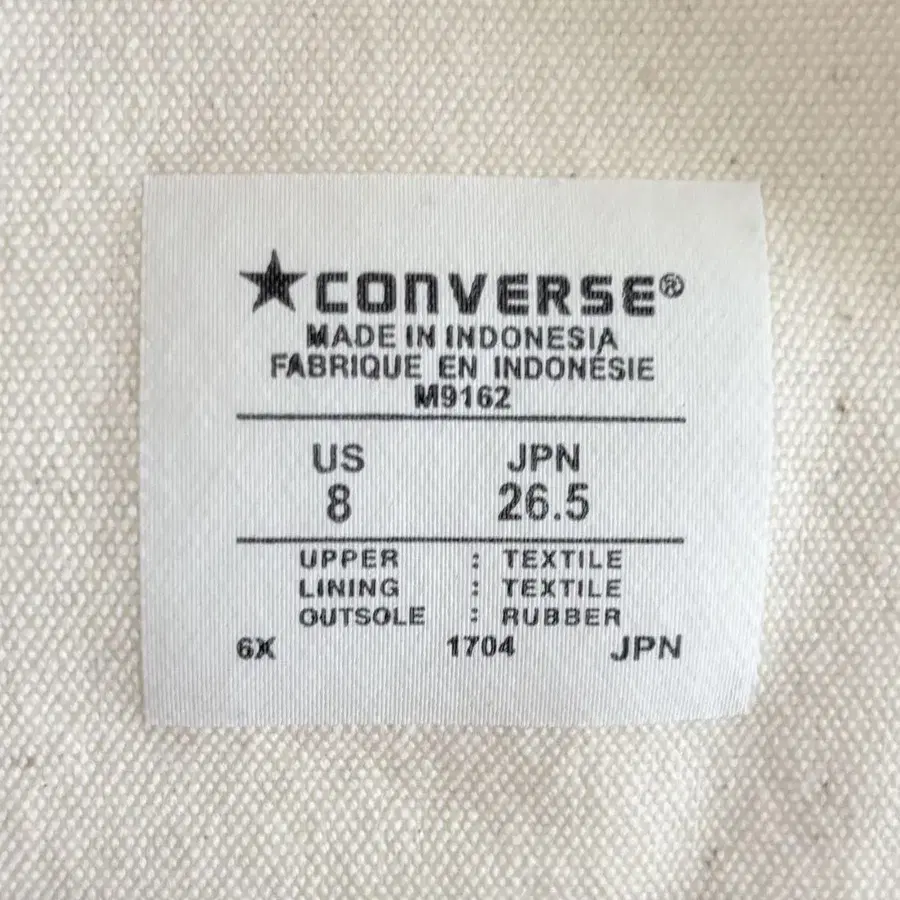 CONVERSE®
MADE IN INDONESIA
FABRIQUE EN INDONÉSIE
M9162
US JPN
8 26.5
UPPER : TEXTILE
LINING : TEXTILE
OUTSOLE : RUBBER
6X 1704 JPN